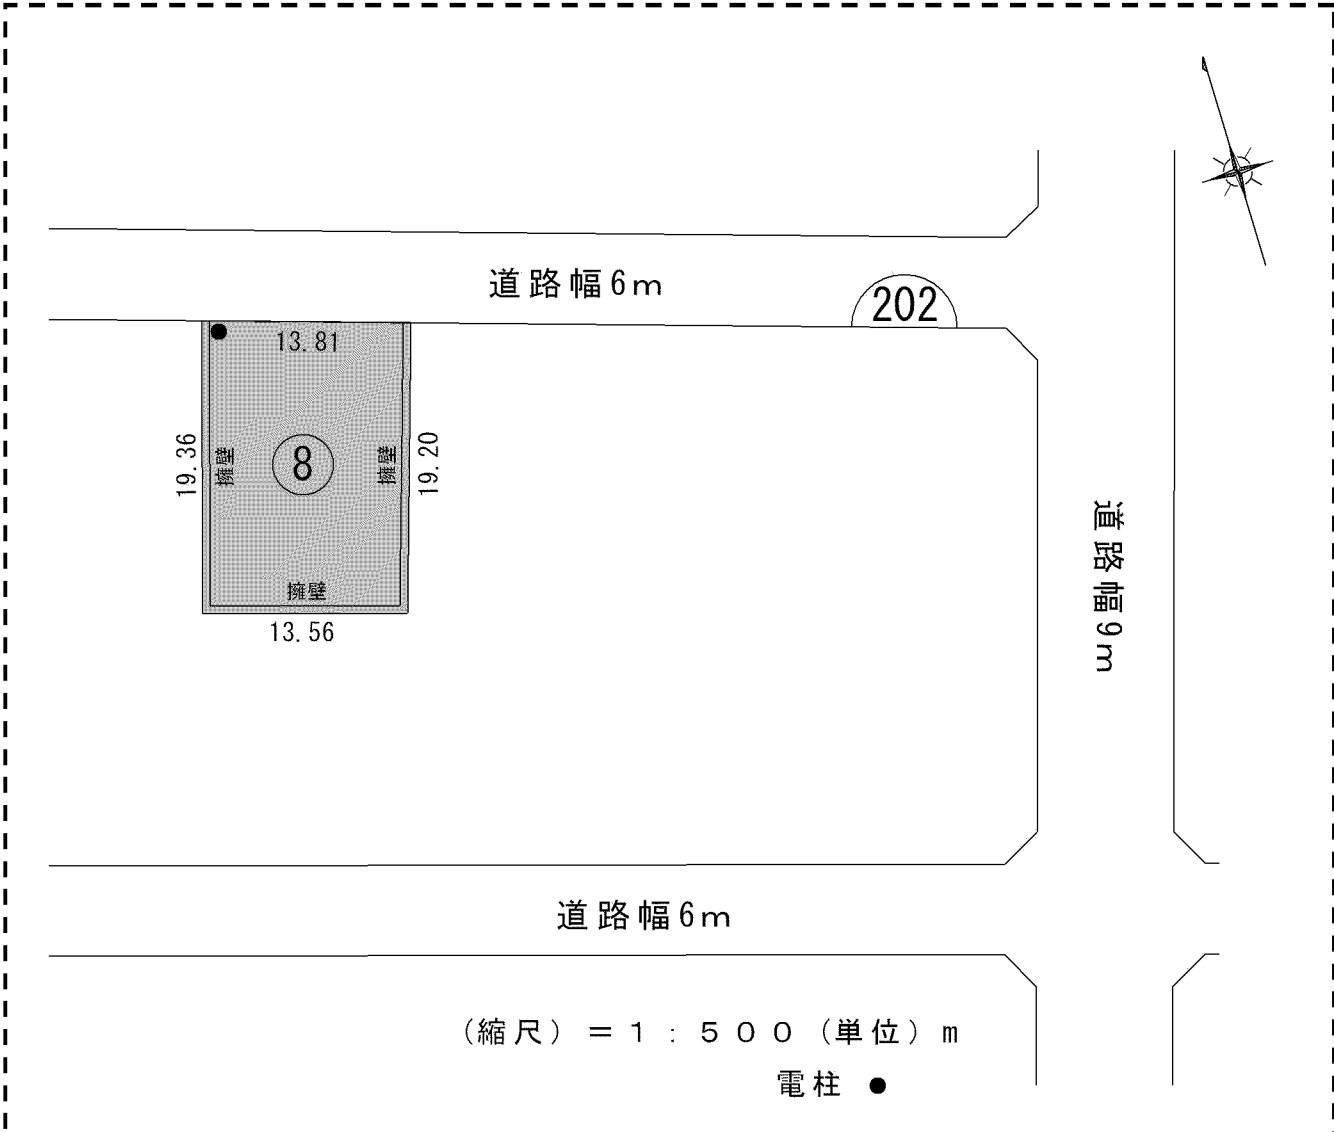 道路幅6m
202
13.81
19.36
擁壁
8
擁壁
19.20
擁壁
13.56
道路幅9m
道路幅6m
(縮尺)＝１：５００(単位)m
電柱 ●